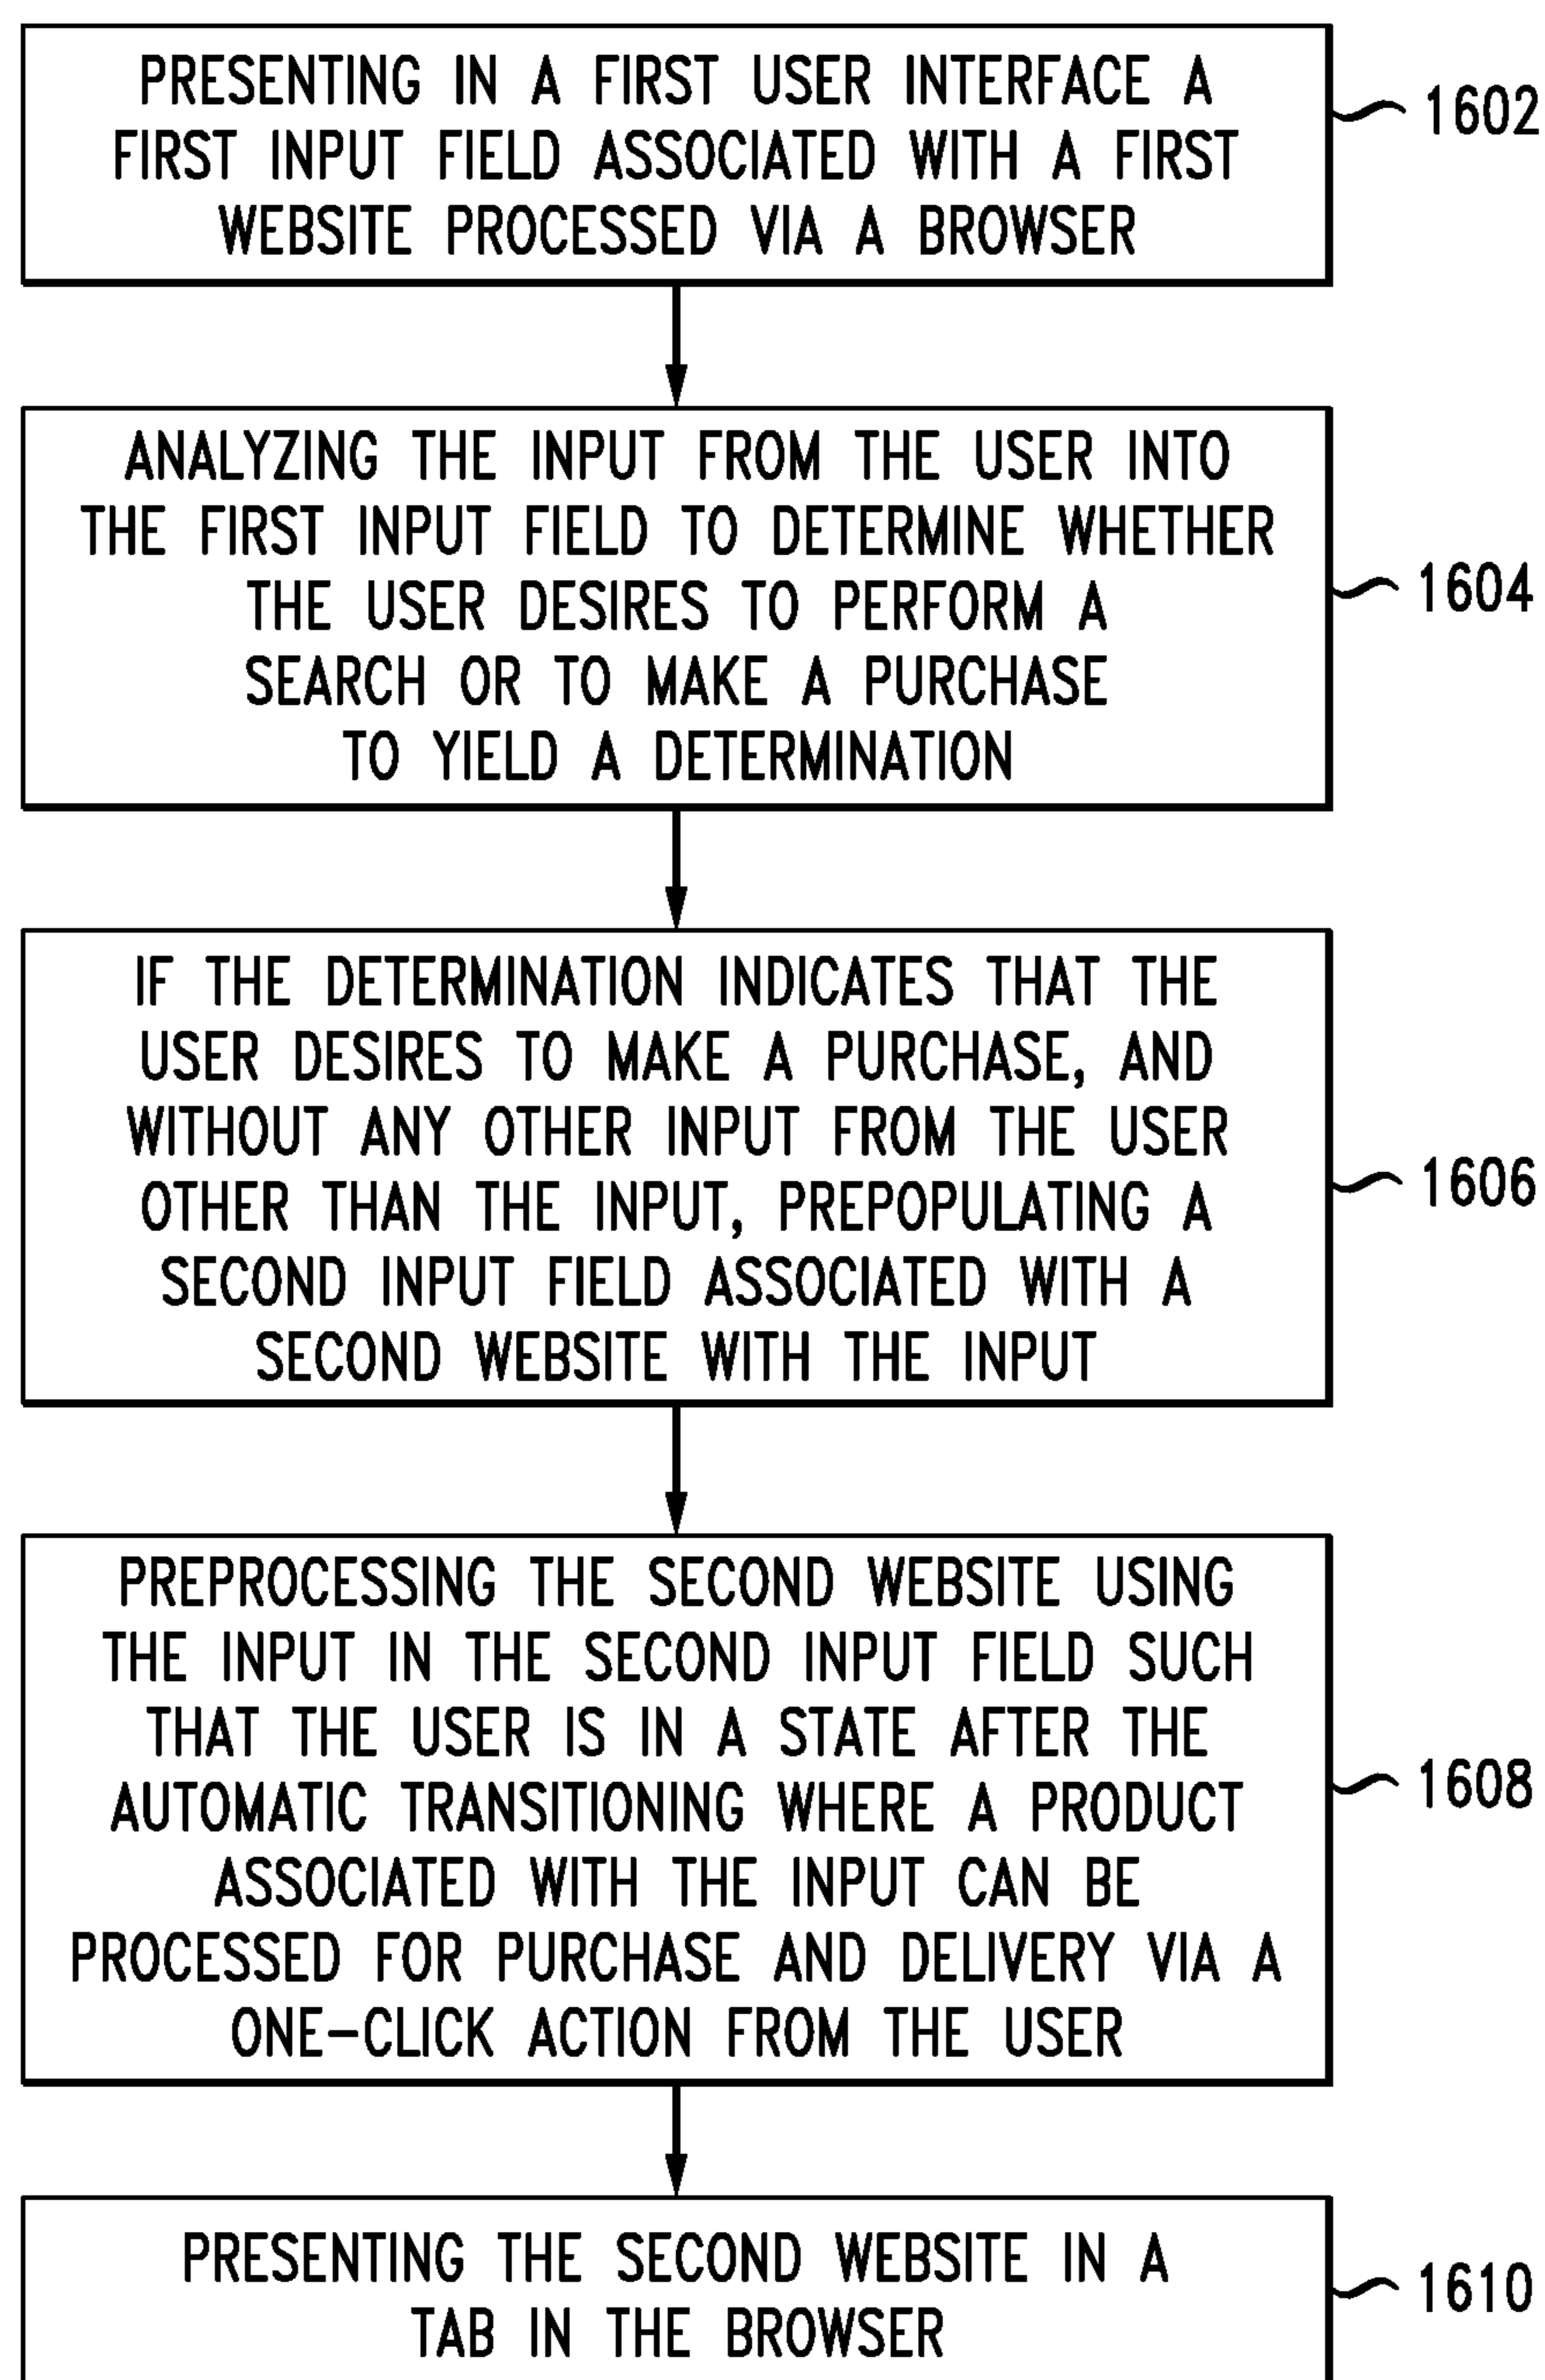 PRESENTING IN A FIRST USER INTERFACE A
FIRST INPUT FIELD ASSOCIATED WITH A FIRST
WEBSITE PROCESSED VIA A BROWSER
1602
ANALYZING THE INPUT FROM THE USER INTO
THE FIRST INPUT FIELD TO DETERMINE WHETHER
THE USER DESIRES TO PERFORM A
SEARCH OR TO MAKE A PURCHASE
TO YIELD A DETERMINATION
1604
IF THE DETERMINATION INDICATES THAT THE
USER DESIRES TO MAKE A PURCHASE, AND
WITHOUT ANY OTHER INPUT FROM THE USER
OTHER THAN THE INPUT, PREPOPULATING A
SECOND INPUT FIELD ASSOCIATED WITH A
SECOND WEBSITE WITH THE INPUT
1606
PREPROCESSING THE SECOND WEBSITE USING
THE INPUT IN THE SECOND INPUT FIELD SUCH
THAT THE USER IS IN A STATE AFTER THE
AUTOMATIC TRANSITIONING WHERE A PRODUCT
ASSOCIATED WITH THE INPUT CAN BE
PROCESSED FOR PURCHASE AND DELIVERY VIA A
ONE-CLICK ACTION FROM THE USER
1608
PRESENTING THE SECOND WEBSITE IN A
TAB IN THE BROWSER
1610